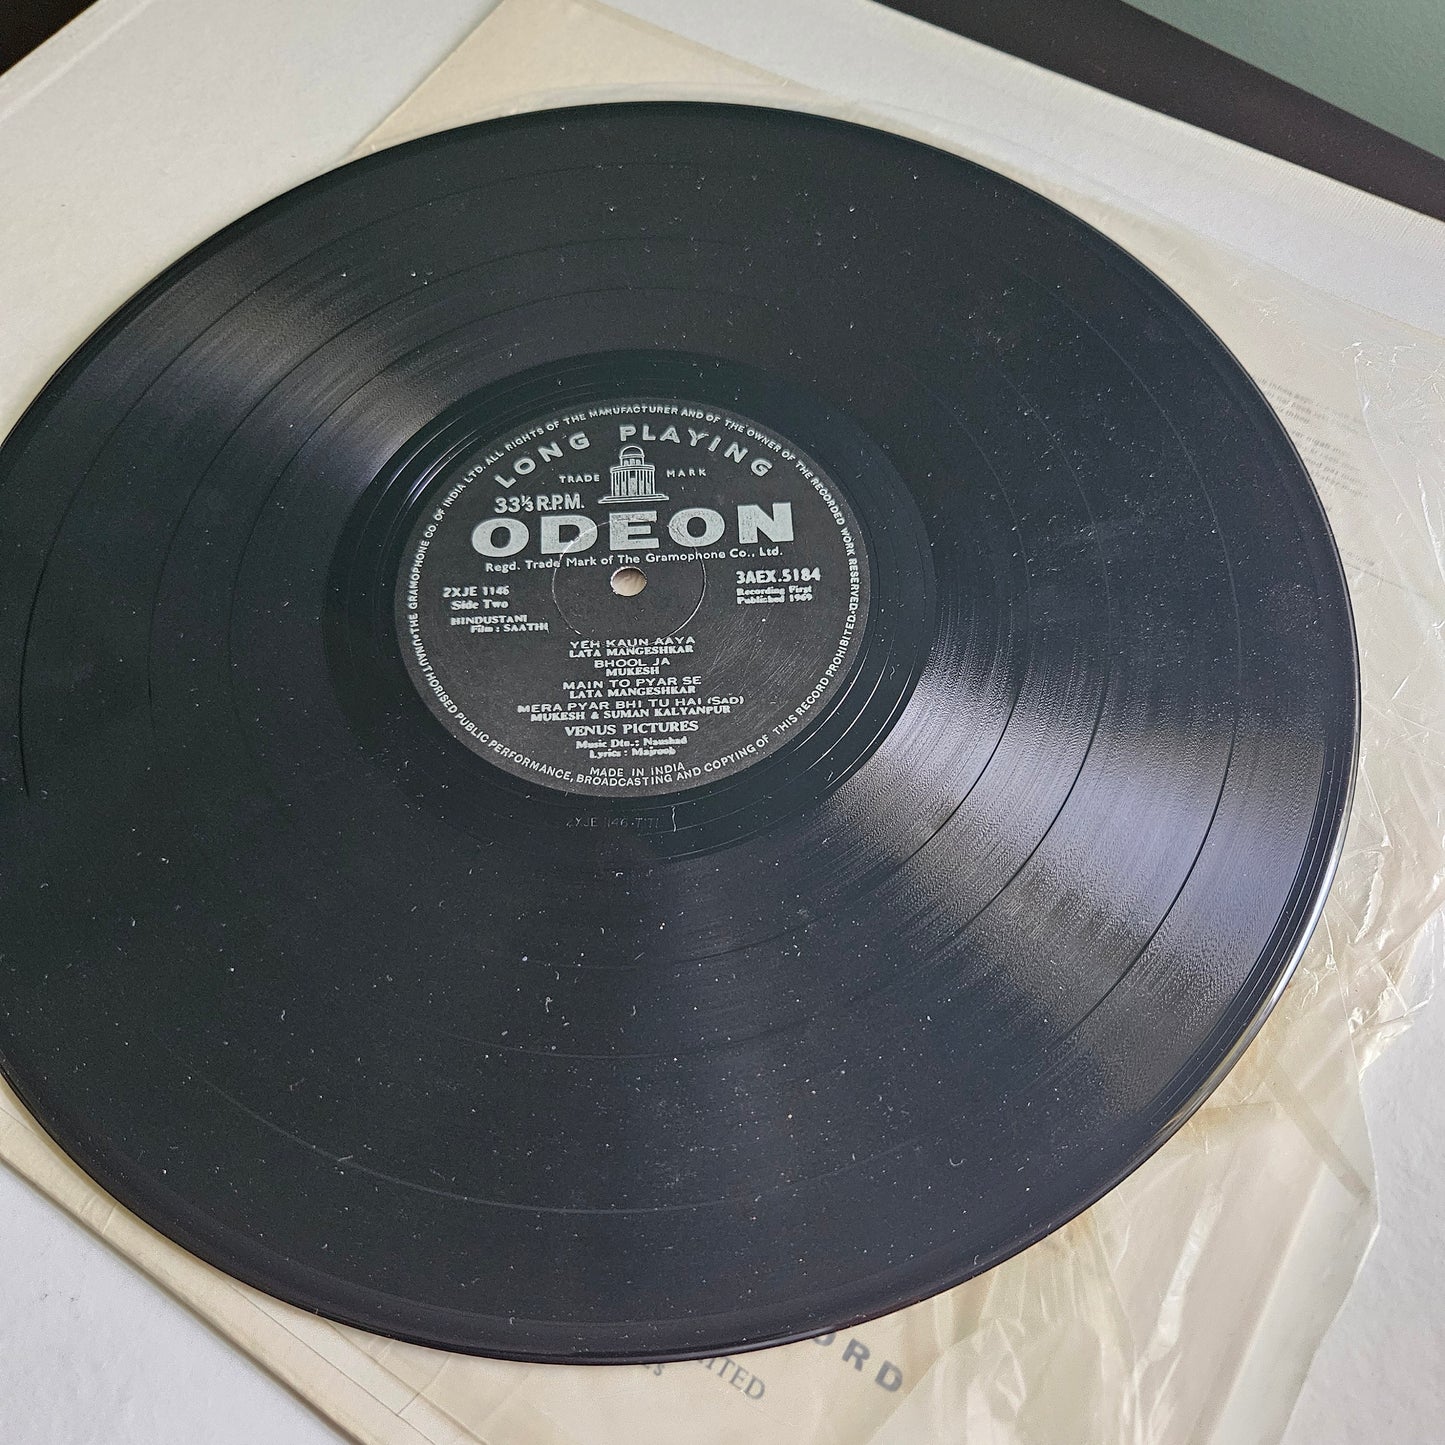 UNAUTHORISED PUBLIC PERFORMANCE, BROADCASTING AND COPYING OF THIS RECORD PROHIBITED. THE GRAMOPHONE CO. OF INDIA LTD. ALL RIGHTS OF THE MANUFACTURER AND OF THE OWNER OF THE RECORDED WORK RESERVED.
LONG PLAYING
TRADE MARK
33⅓ R.P.M.
ODEON
Regd. Trade Mark of The Gramophone Co., Ltd.
2XJE 1146
Side Two
3AEX.5184
Recording First
Published 1969
HINDUSTANI
Film : SAATHI
YEH KAUN AAYA
LATA MANGESHKAR
BHOOL JA
MUKESH
MAIN TO PYAR SE
LATA MANGESHKAR
MERA PYAR BHI TU HAI (SAD)
MUKESH & SUMAN KALYANPUR
VENUS PICTURES
Music Dtn.: Naushad
Lyrics : Majrooh
MADE IN INDIA
2XJE 1146
ORD